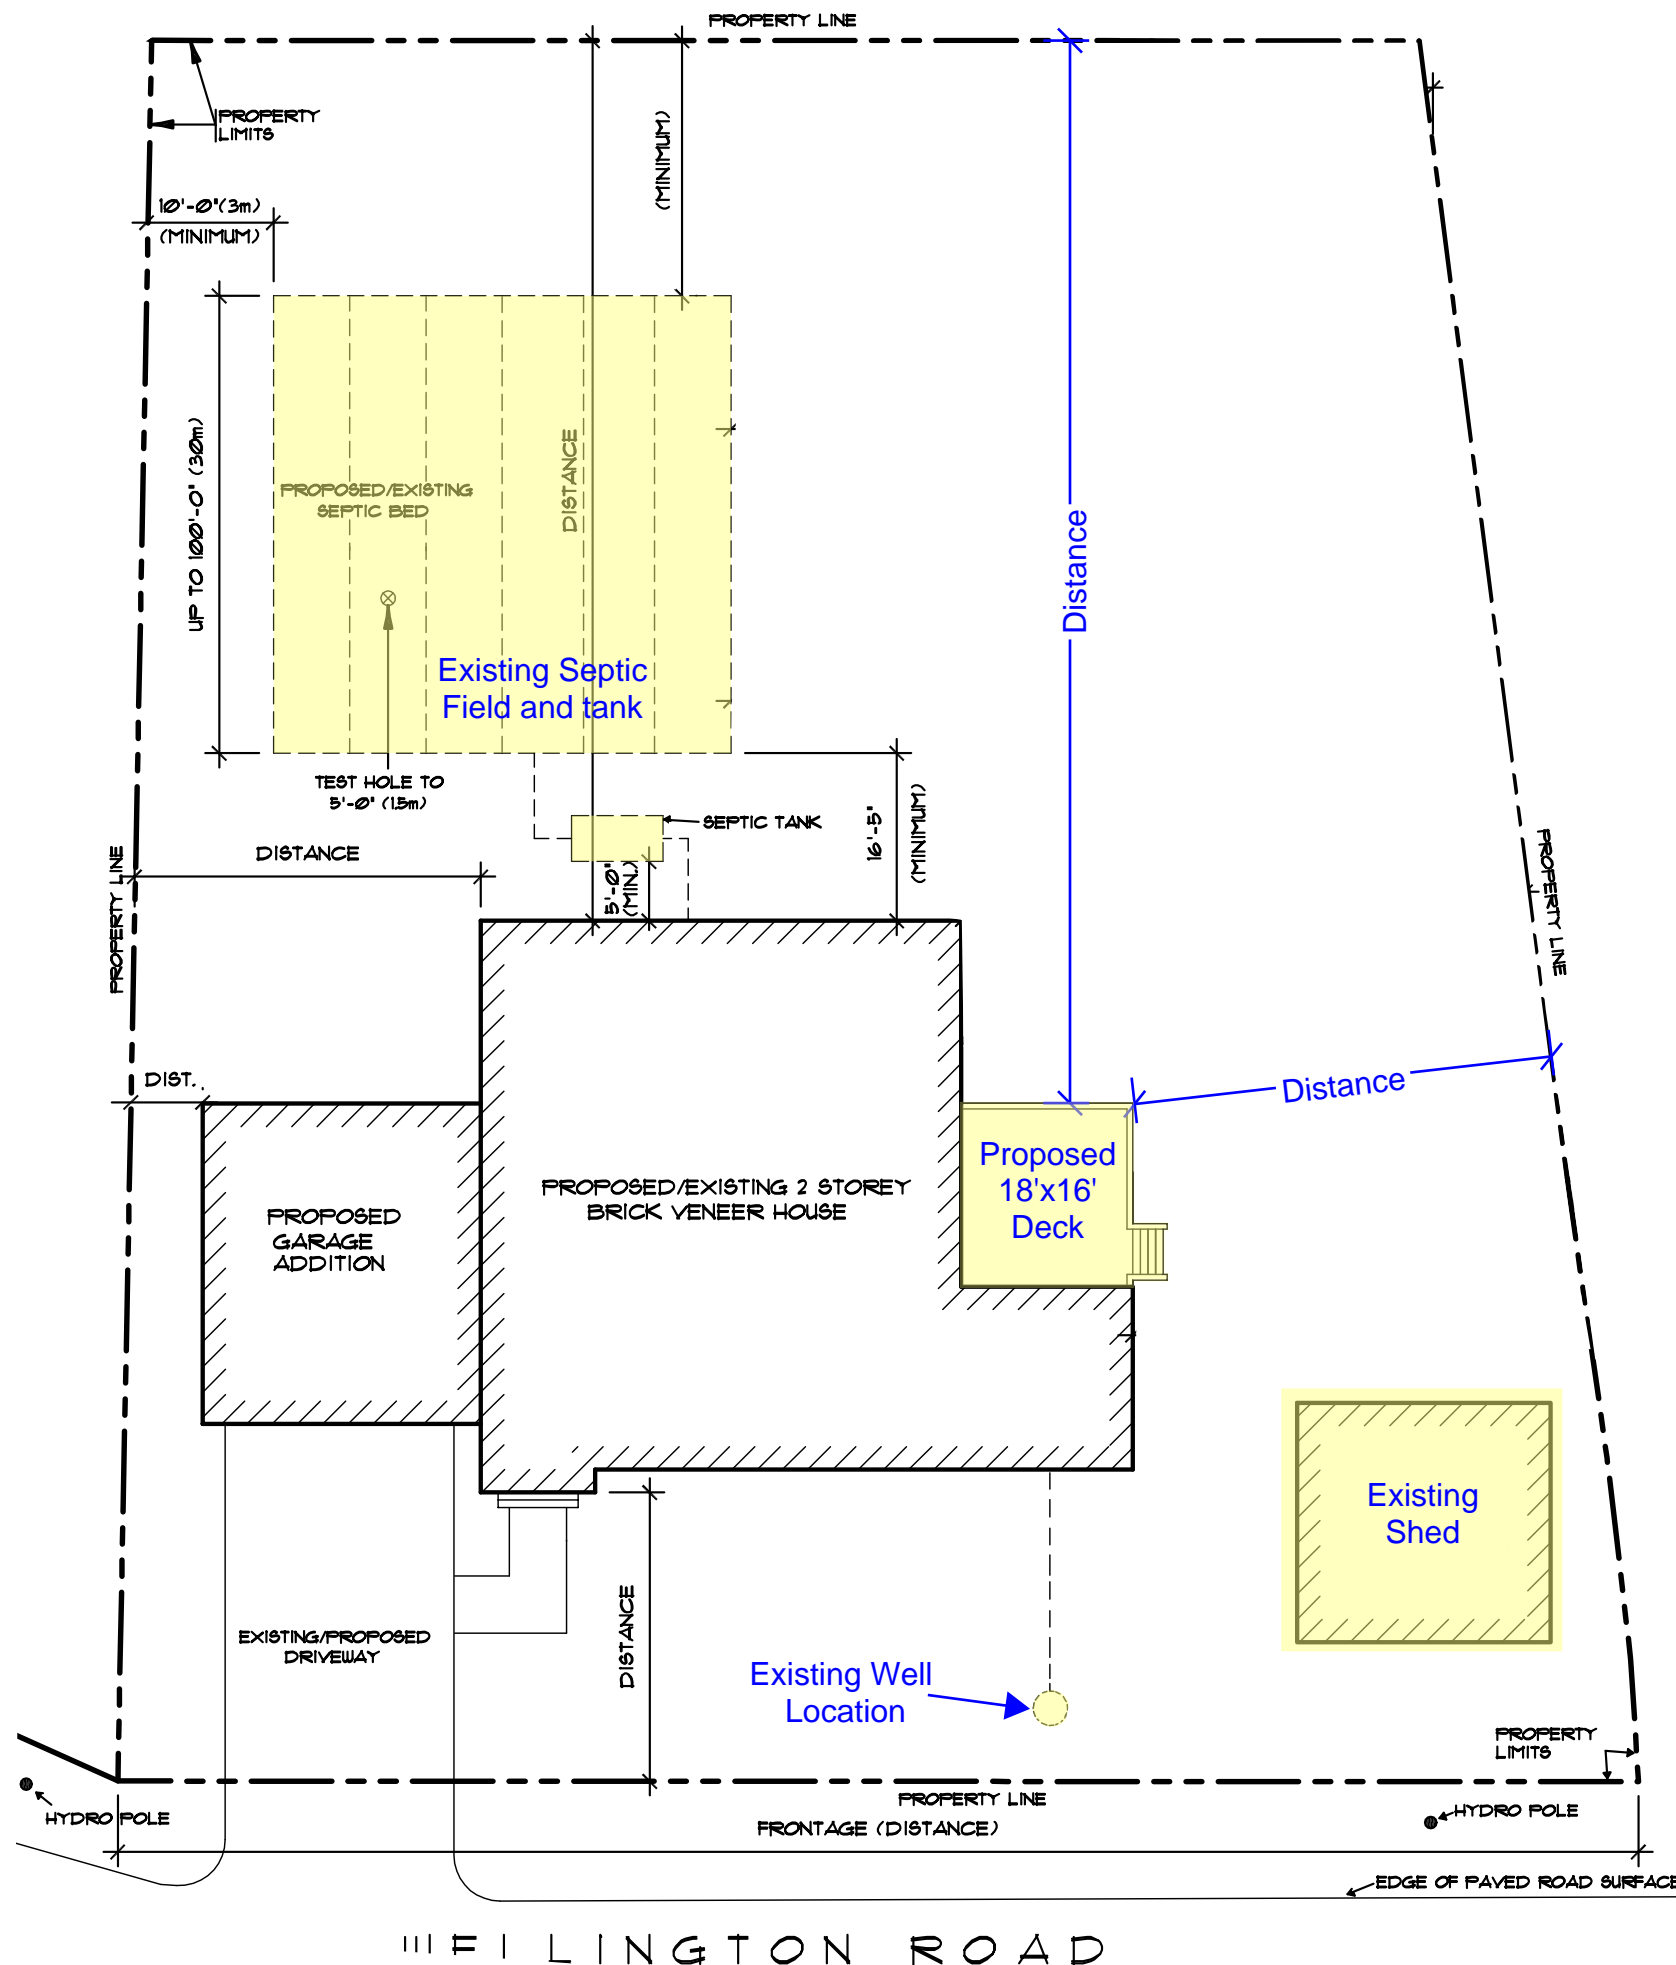 PROPERTY LINE
PROPERTY
LIMITS
10'-0"(3m)
(MINIMUM)
(MINIMUM)
UP TO 100'-0" (30m)
PROPOSED/EXISTING
SEPTIC BED
DISTANCE
Distance
Existing Septic
Field and tank
TEST HOLE TO
5'-0" (1.5m)
SEPTIC TANK
16'-5"
(MINIMUM)
DISTANCE
5'-0"
(MIN.)
PROPERTY LINE
PROPERTY LINE
DIST.
Distance
Proposed
18'x16'
Deck
PROPOSED/EXISTING 2 STOREY
BRICK VENEER HOUSE
PROPOSED
GARAGE
ADDITION
Existing
Shed
DISTANCE
EXISTING/PROPOSED
DRIVEWAY
Existing Well
Location
PROPERTY
LIMITS
PROPERTY LINE
HYDRO POLE
HYDRO POLE
FRONTAGE (DISTANCE)
EDGE OF PAVED ROAD SURFACE
ROAD